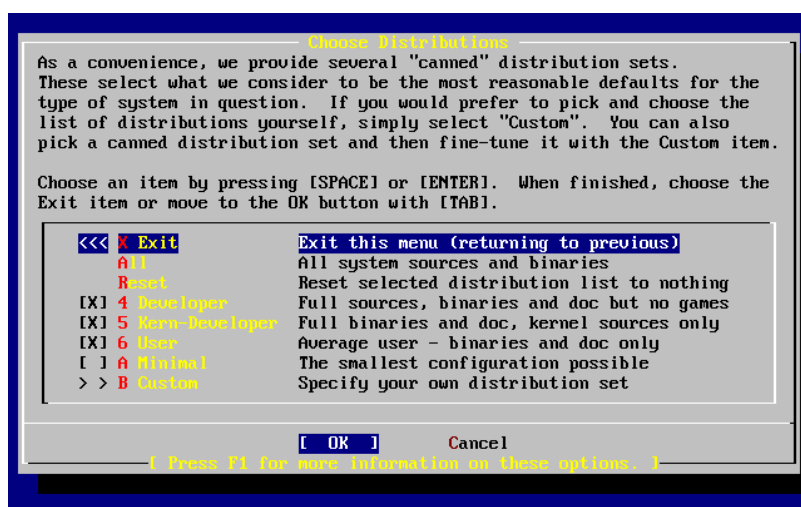 Choose Distributions
As a convenience, we provide several "canned" distribution sets.
These select what we consider to be the most reasonable defaults for the
type of system in question.  If you would prefer to pick and choose the
list of distributions yourself, simply select "Custom".  You can also
pick a canned distribution set and then fine-tune it with the Custom item.
Choose an item by pressing [SPACE] or [ENTER].  When finished, choose the
Exit item or move to the OK button with [TAB].
<<< X Exit Exit this menu (returning to previous)
All All system sources and binaries
Reset Reset selected distribution list to nothing
[X] 4 Developer Full sources, binaries and doc but no games
[X] 5 Kern-Developer Full binaries and doc, kernel sources only
[X] 6 User Average user - binaries and doc only
[ ] A Minimal The smallest configuration possible
> > B Custom Specify your own distribution set
[ OK ] Cancel
[ Press F1 for more information on these options. ]